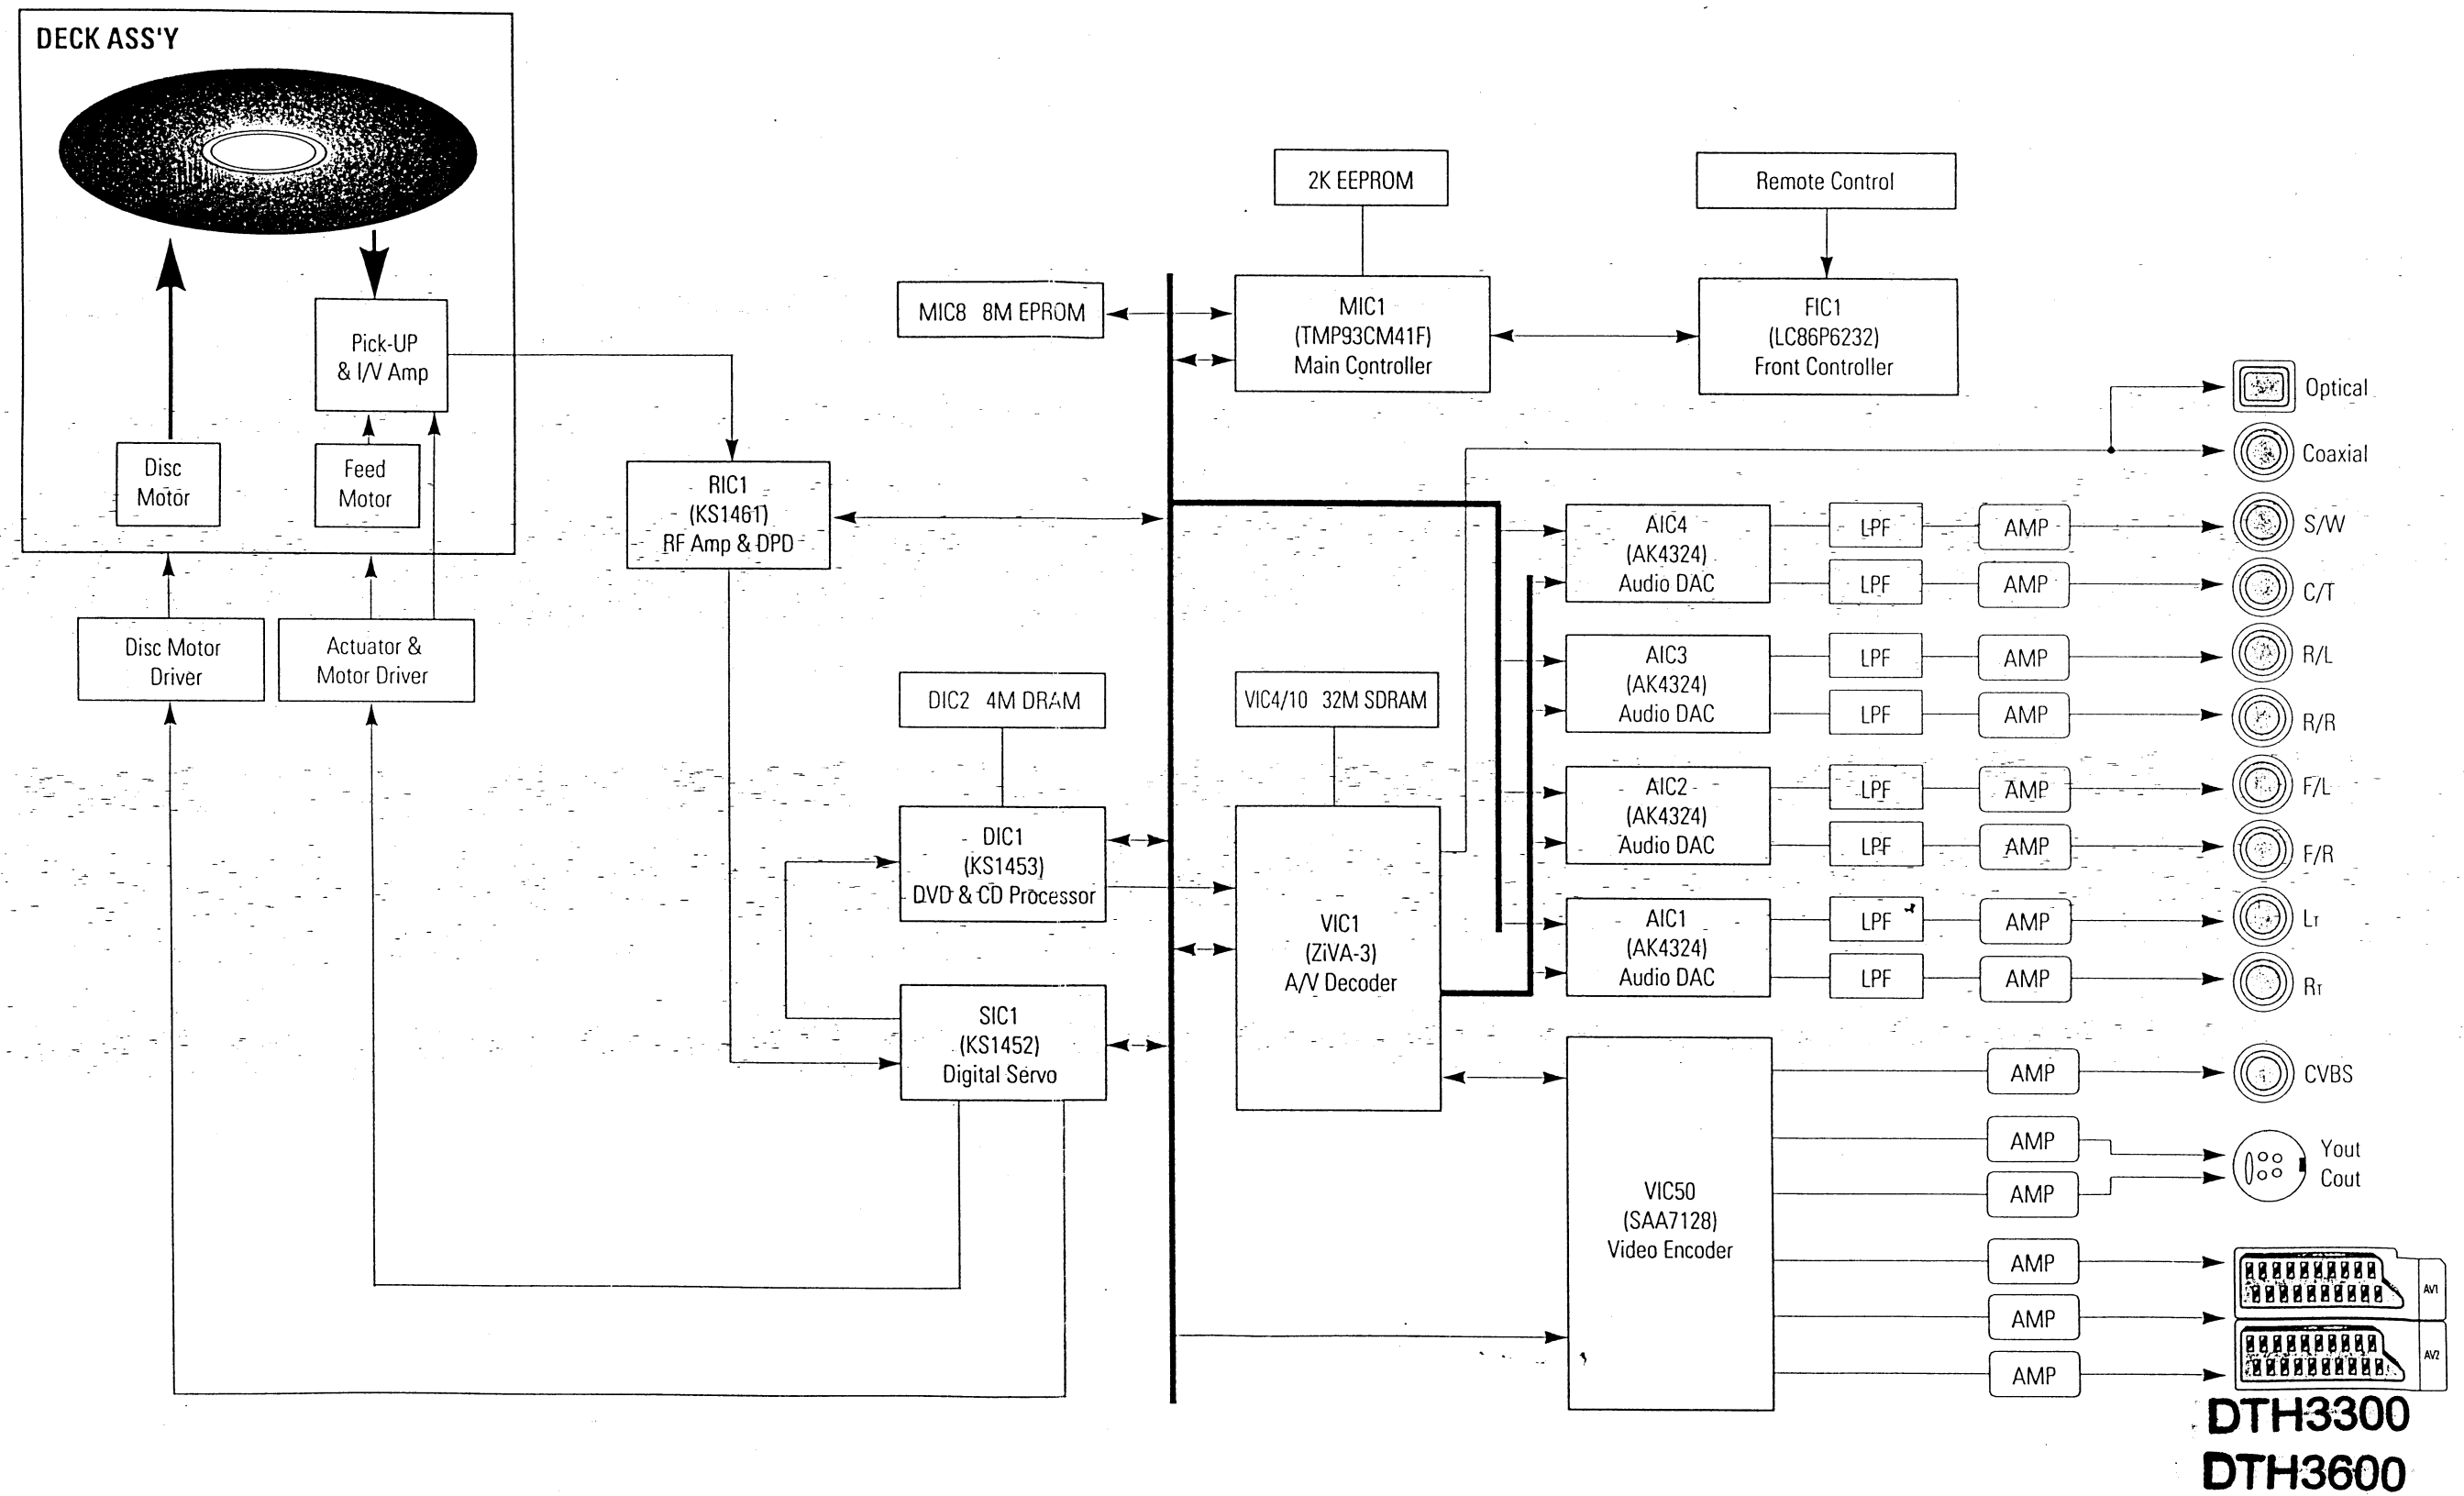 DECK ASS'Y
Pick-UP
& I/V Amp
Disc
Motor
Feed
Motor
Disc Motor
Driver
Actuator &
Motor Driver
RIC1
(KS1461)
RF Amp & DPD
2K EEPROM
Remote Control
MIC8 8M EPROM
MIC1
(TMP93CM41F)
Main Controller
FIC1
(LC86P6232)
Front Controller
DIC2 4M DRAM
VIC4/10 32M SDRAM
DIC1
(KS1453)
DVD & CD Processor
SIC1
(KS1452)
Digital Servo
VIC1
(ZiVA-3)
A/V Decoder
AIC4
(AK4324)
Audio DAC
LPF
AMP
LPF
AMP
AIC3
(AK4324)
Audio DAC
LPF
AMP
LPF
AMP
AIC2
(AK4324)
Audio DAC
LPF
AMP
LPF
AMP
AIC1
(AK4324)
Audio DAC
LPF
AMP
LPF
AMP
VIC50
(SAA7128)
Video Encoder
AMP
AMP
AMP
AMP
AMP
AMP
Optical
Coaxial
S/W
C/T
R/L
R/R
F/L
F/R
LT
RT
CVBS
Yout
Cout
AV1
AV2
DTH3300
DTH3600